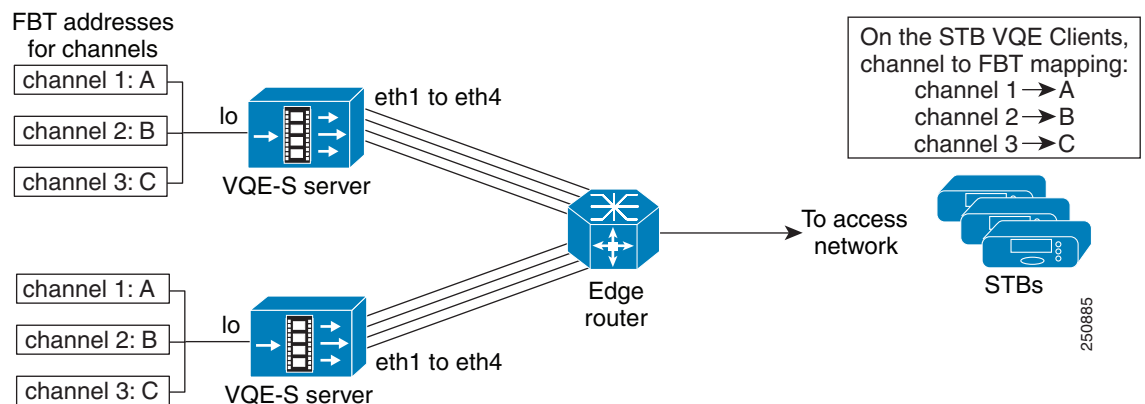 FBT addresses
for channels
channel 1: A
channel 2: B
channel 3: C
lo
eth1 to eth4
VQE-S server
channel 1: A
channel 2: B
channel 3: C
lo
eth1 to eth4
VQE-S server
Edge
router
To access
network
On the STB VQE Clients,
channel to FBT mapping:
channel 1 → A
channel 2 → B
channel 3 → C
STBs
250885